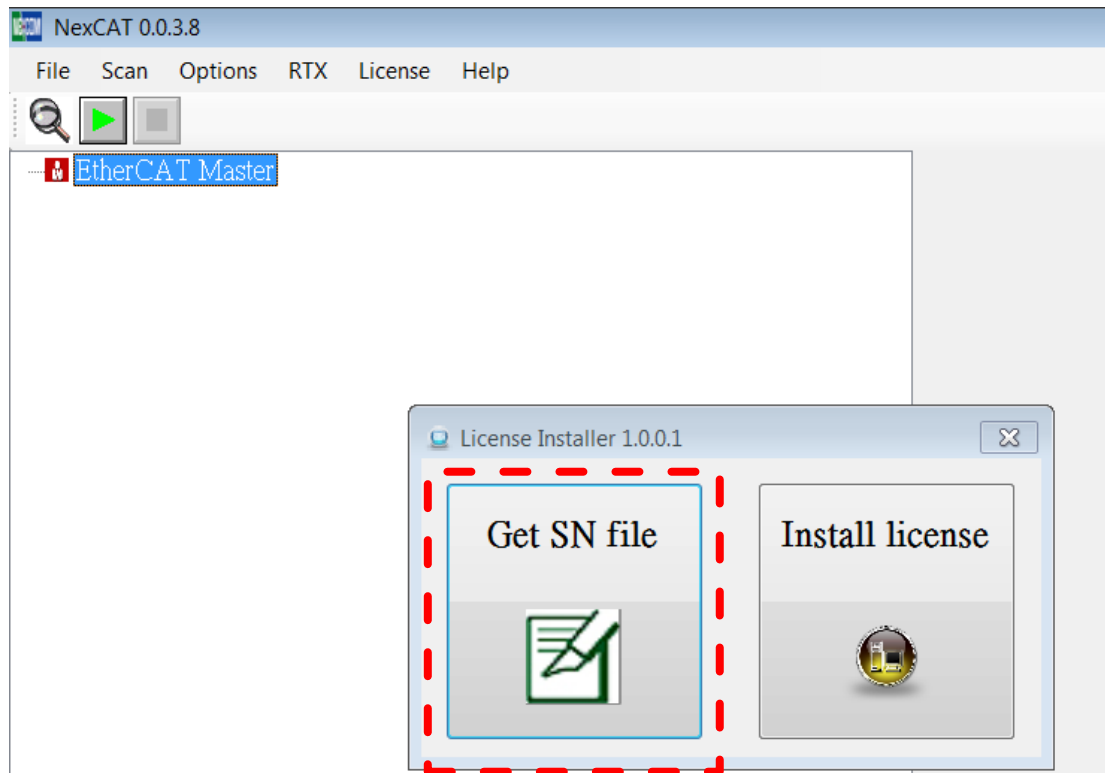 NexCAT 0.0.3.8
File Scan Options RTX License Help
EtherCAT Master
License Installer 1.0.0.1
Get SN file
Install license